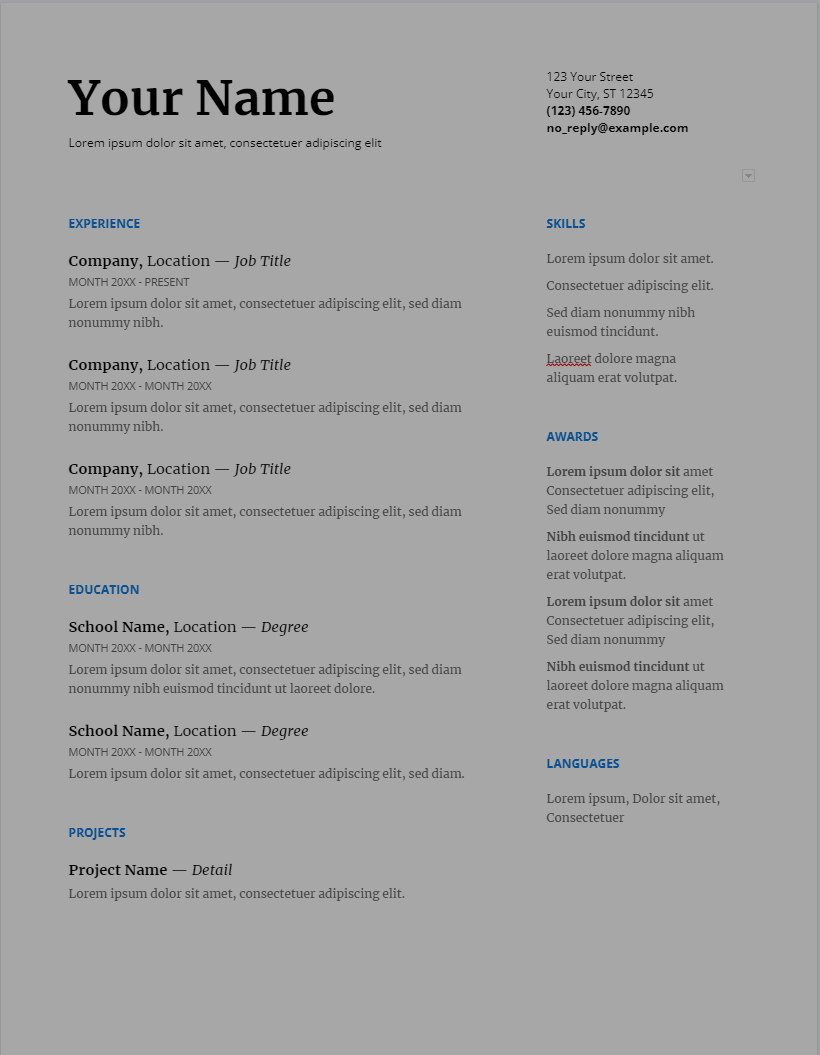 Your Name
Lorem ipsum dolor sit amet, consectetuer adipiscing elit
123 Your Street
Your City, ST 12345
(123) 456-7890
no_reply@example.com
EXPERIENCE
Company, Location — Job Title
MONTH 20XX - PRESENT
Lorem ipsum dolor sit amet, consectetuer adipiscing elit, sed diam
nonummy nibh.
Company, Location — Job Title
MONTH 20XX - MONTH 20XX
Lorem ipsum dolor sit amet, consectetuer adipiscing elit, sed diam
nonummy nibh.
Company, Location — Job Title
MONTH 20XX - MONTH 20XX
Lorem ipsum dolor sit amet, consectetuer adipiscing elit, sed diam
nonummy nibh.
EDUCATION
School Name, Location — Degree
MONTH 20XX - MONTH 20XX
Lorem ipsum dolor sit amet, consectetuer adipiscing elit, sed diam
nonummy nibh euismod tincidunt ut laoreet dolore.
School Name, Location — Degree
MONTH 20XX - MONTH 20XX
Lorem ipsum dolor sit amet, consectetuer adipiscing elit, sed diam.
PROJECTS
Project Name — Detail
Lorem ipsum dolor sit amet, consectetuer adipiscing elit.
SKILLS
Lorem ipsum dolor sit amet.
Consectetuer adipiscing elit.
Sed diam nonummy nibh
euismod tincidunt.
Laoreet dolore magna
aliquam erat volutpat.
AWARDS
Lorem ipsum dolor sit amet
Consectetuer adipiscing elit,
Sed diam nonummy
Nibh euismod tincidunt ut
laoreet dolore magna aliquam
erat volutpat.
Lorem ipsum dolor sit amet
Consectetuer adipiscing elit,
Sed diam nonummy
Nibh euismod tincidunt ut
laoreet dolore magna aliquam
erat volutpat.
LANGUAGES
Lorem ipsum, Dolor sit amet,
Consectetuer